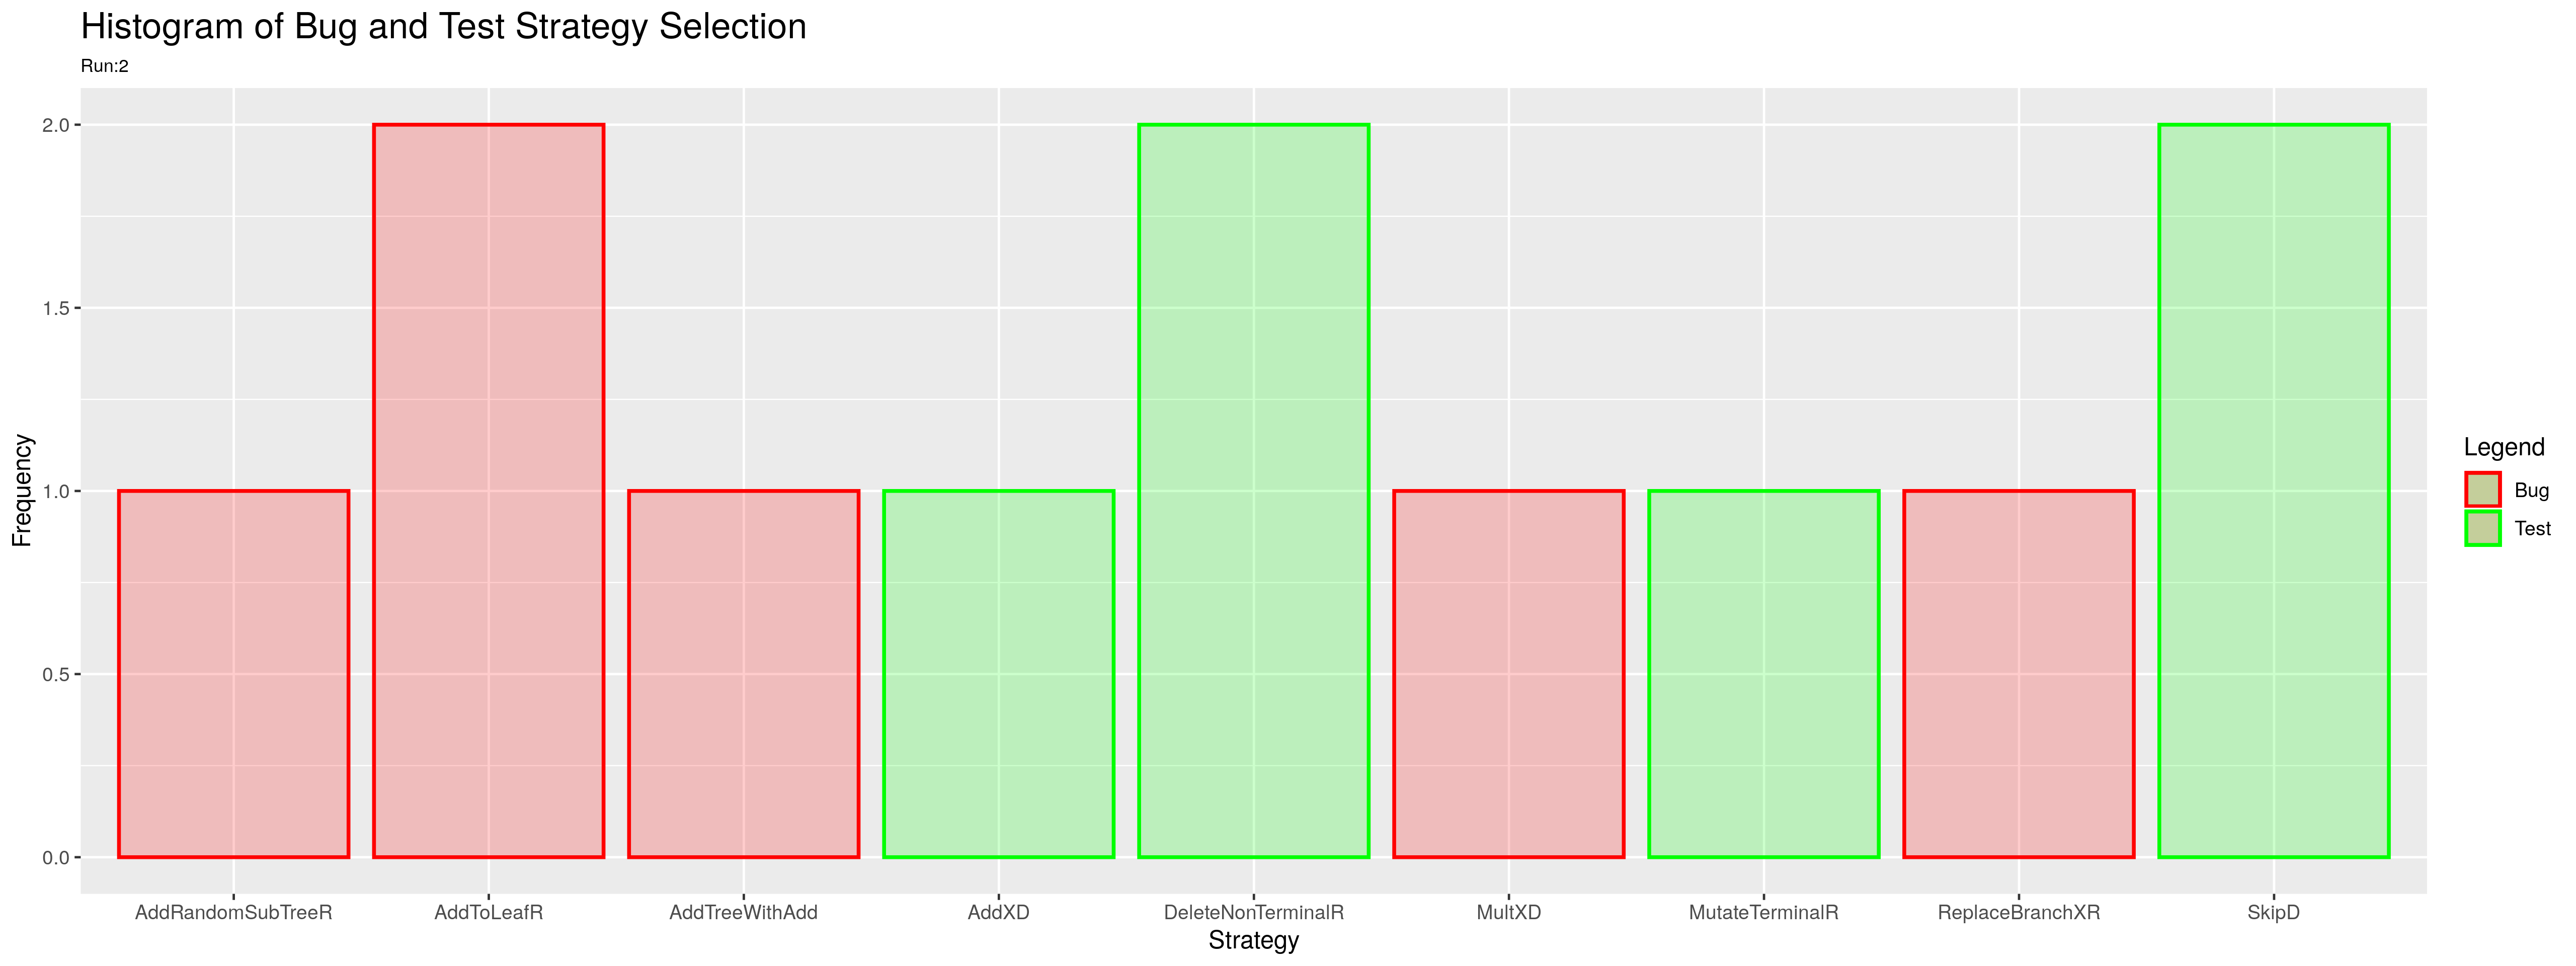 Histogram of Bug and Test Strategy Selection
Run:2
2.0
1.5
1.0
0.5
0.0
Frequency
AddRandomSubTreeR AddToLeafR AddTreeWithAdd AddXD DeleteNonTerminalR MultXD MutateTerminalR ReplaceBranchXR SkipD
Strategy
Legend
Bug
Test